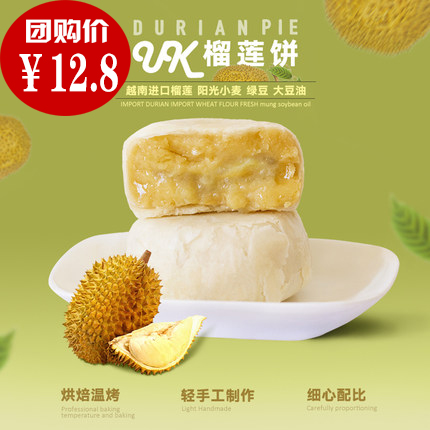 团购价
￥12.8
DURIAN PIE
VK榴莲饼
越南进口榴莲 阳光小麦 绿豆 大豆油
IMPORT DURIAN IMPORT WHEAT FLOUR FRESH mung soybean oil
烘焙温烤 轻手工制作 细心配比
Professional baking Light Handmade Carefully proportioning
temperature and baking